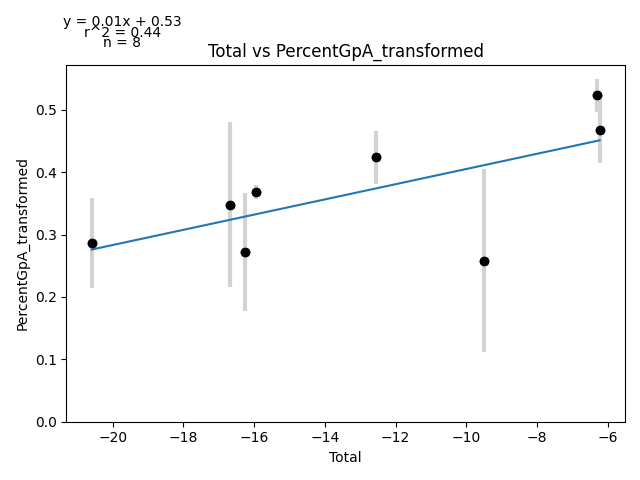 y = 0.01x + 0.53
r^2 = 0.44
n = 8
Total vs PercentGpA_transformed
PercentGpA_transformed
0.5
0.4
0.3
0.2
0.1
0.0
−20 −18 −16 −14 −12 −10 −8 −6
Total